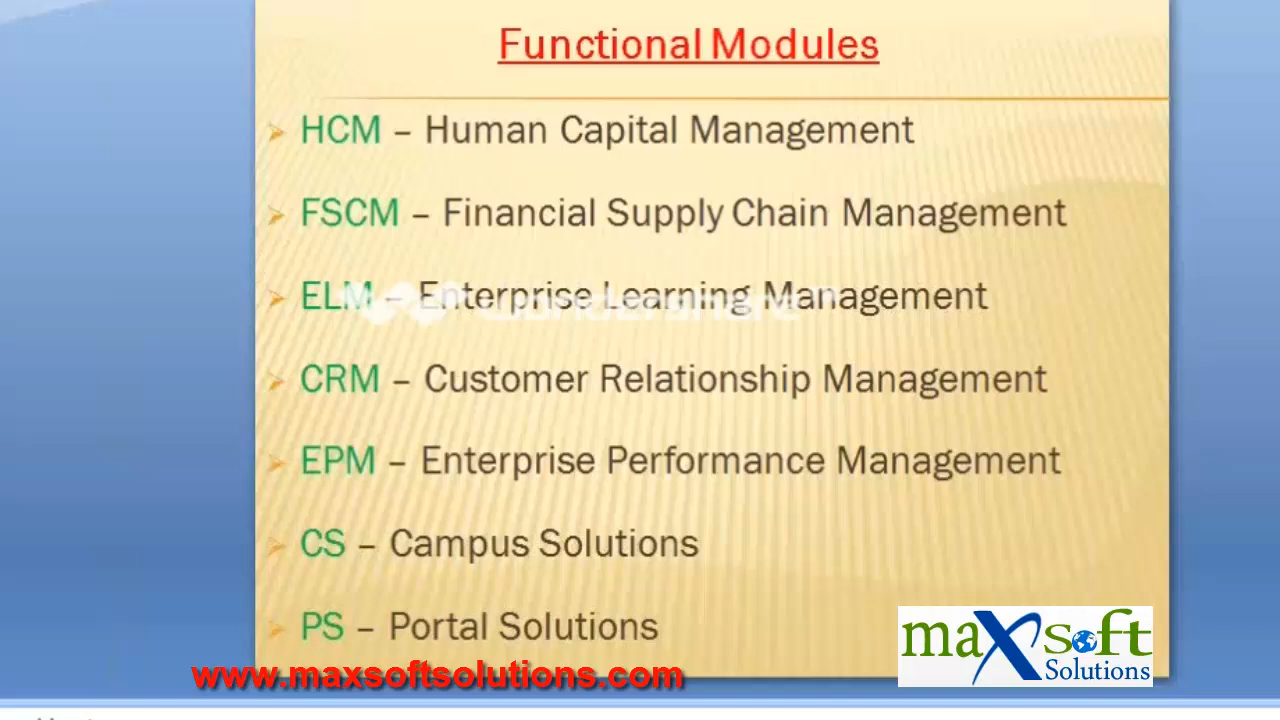 Functional Modules
HCM – Human Capital Management
FSCM – Financial Supply Chain Management
ELM – Enterprise Learning Management
wondershare™
CRM – Customer Relationship Management
EPM – Enterprise Performance Management
CS – Campus Solutions
PS – Portal Solutions
maxsoft
Solutions
www.maxsoftsolutions.com